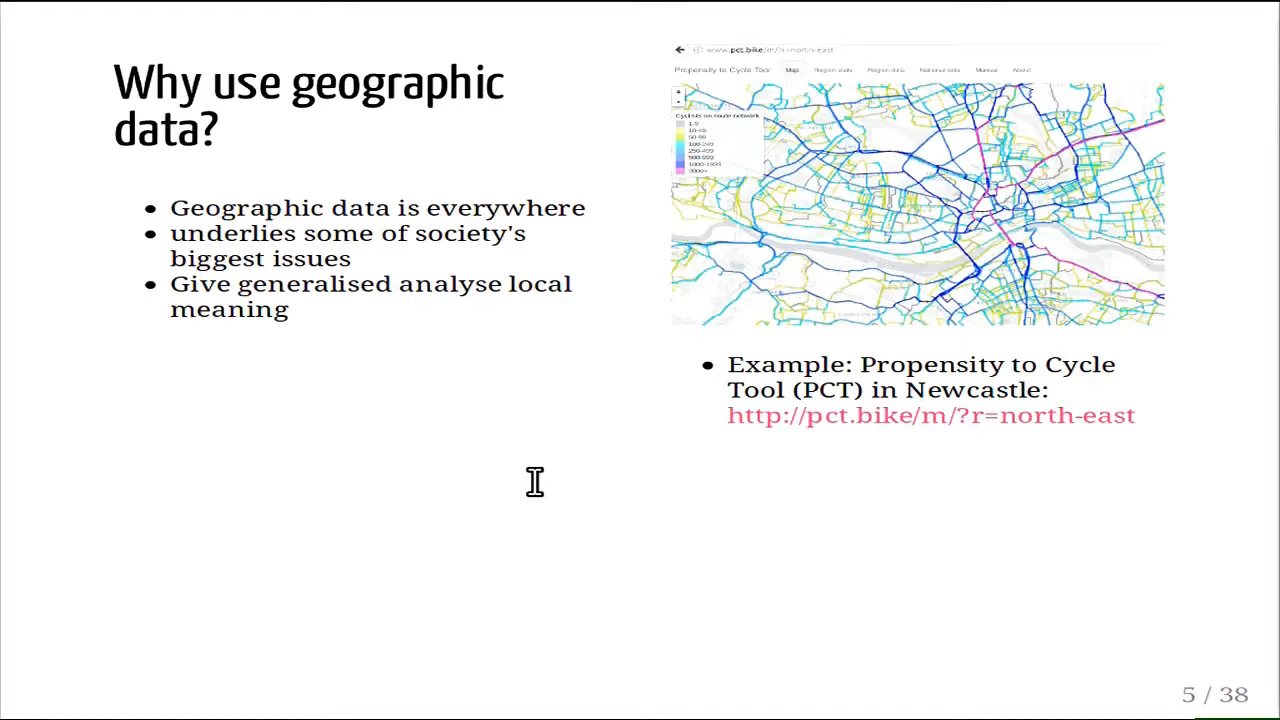 Why use geographic
data?
Geographic data is everywhere
underlies some of society's
biggest issues
Give generalised analyse local
meaning
www.pct.bike/m/?r=north-east
Propensity to Cycle Tool Map Region stats Region data National data Manual About
Cyclists on route network
1-9
10-49
50-99
100-249
250-499
500-999
1000-1999
2000+
Example: Propensity to Cycle
Tool (PCT) in Newcastle:
http://pct.bike/m/?r=north-east
5 / 38